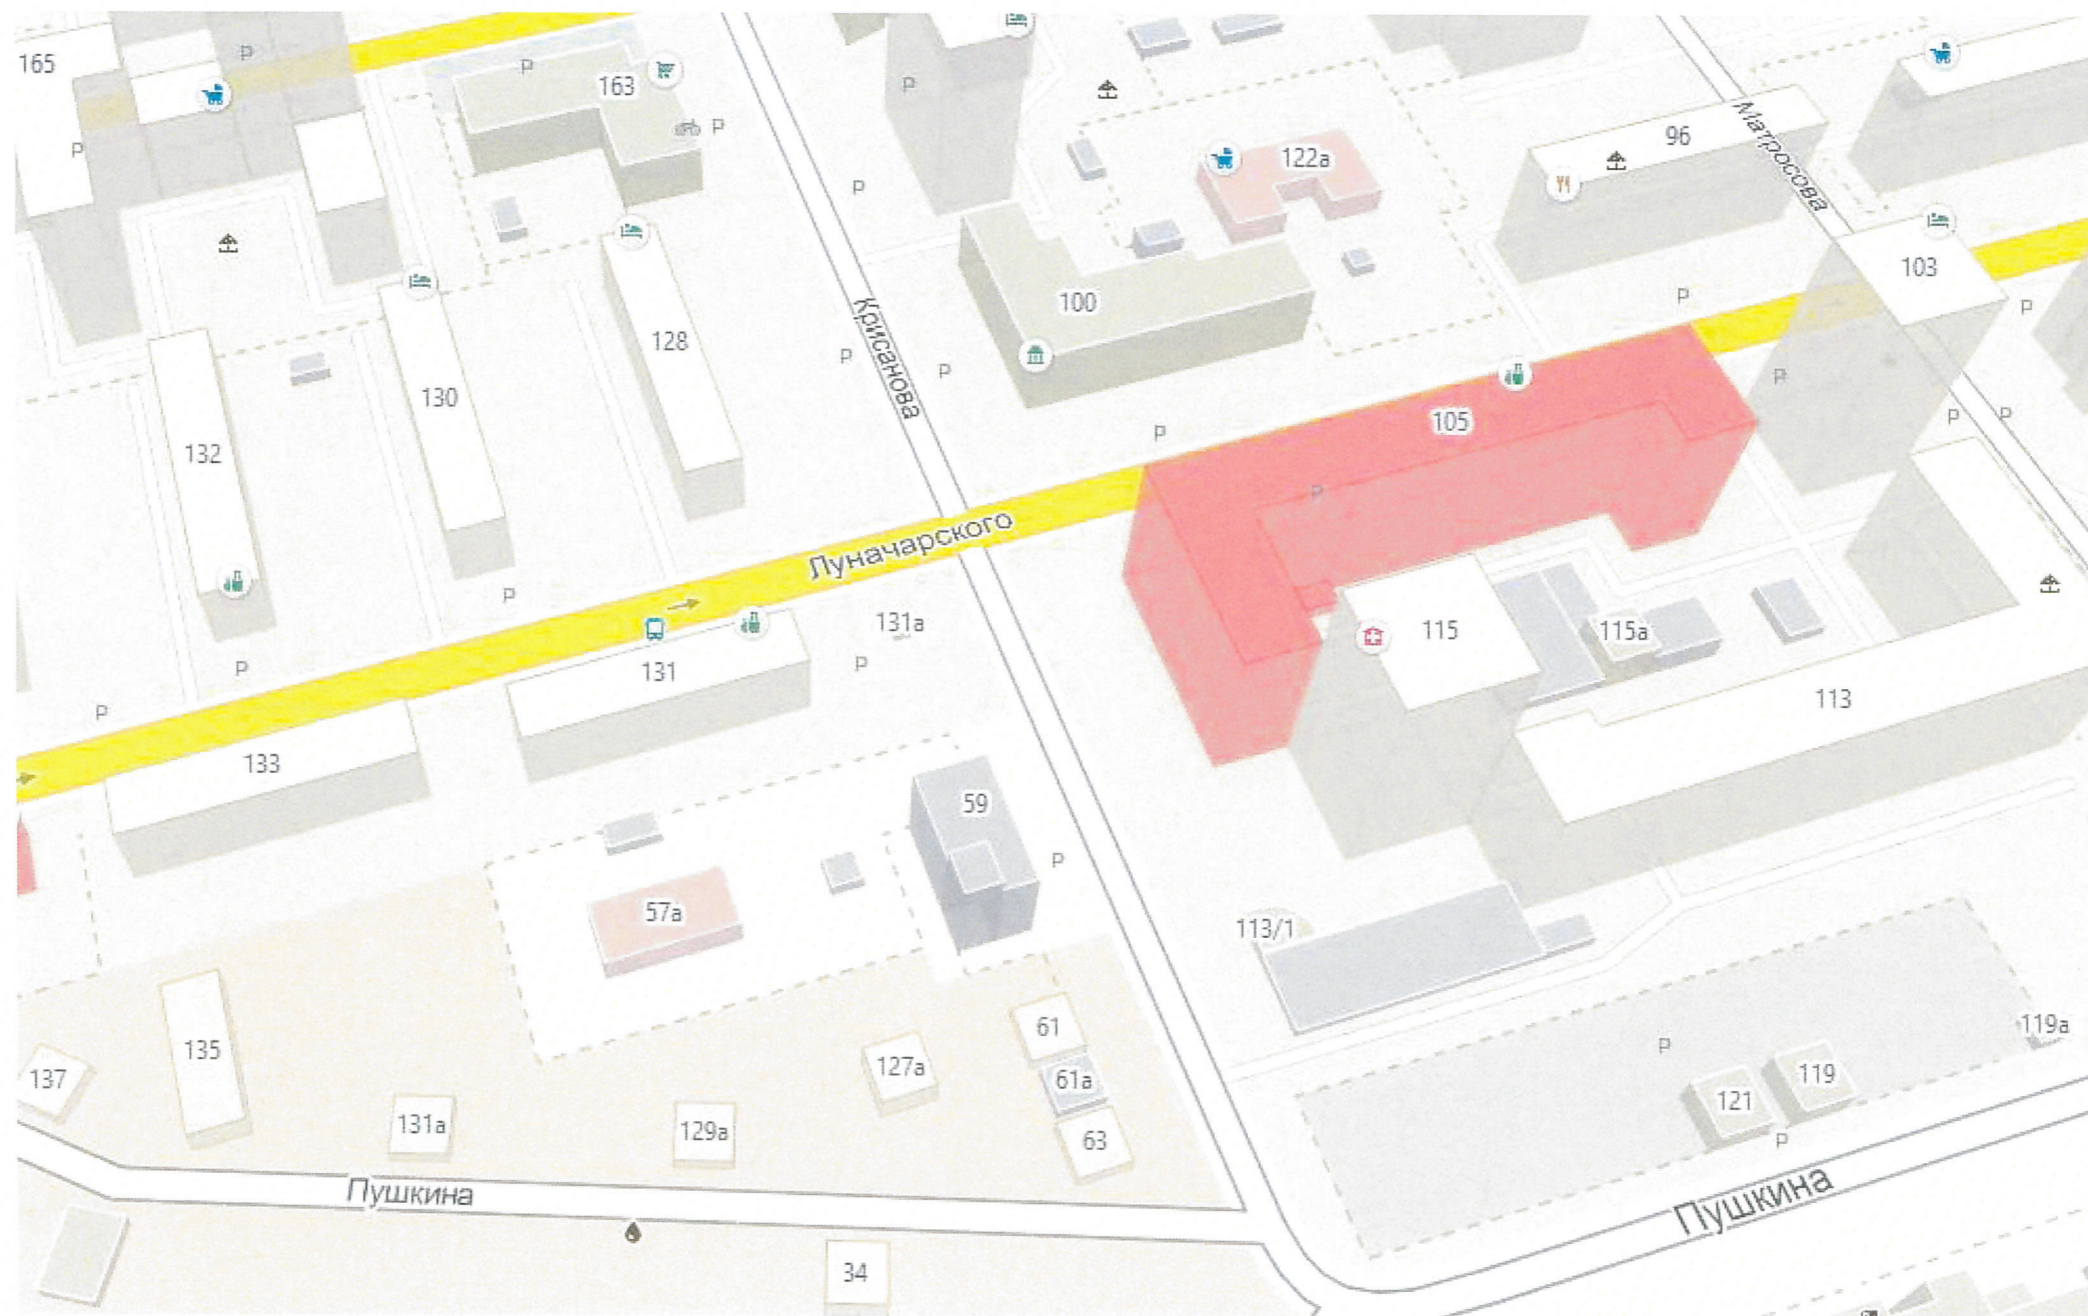 165
P
P
163
P
P
P
P
122а
96
Матросова
103
P
P
P
P
P
100
Крисанова
P
P
128
130
132
105
P
P
Луначарского
P
131а
P
131
P
P
133
115
115а
113
59
P
57а
113/1
135
137
131а
129а
127а
61
61а
63
P
119а
119
121
P
Пушкина
Пушкина
34